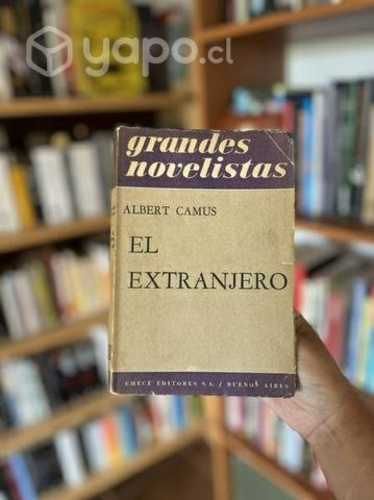 yapo.cl
grandes
novelistas
ALBERT CAMUS
EL
EXTRANJERO
EMECÉ EDITORES S.A. / BUENOS AIRES